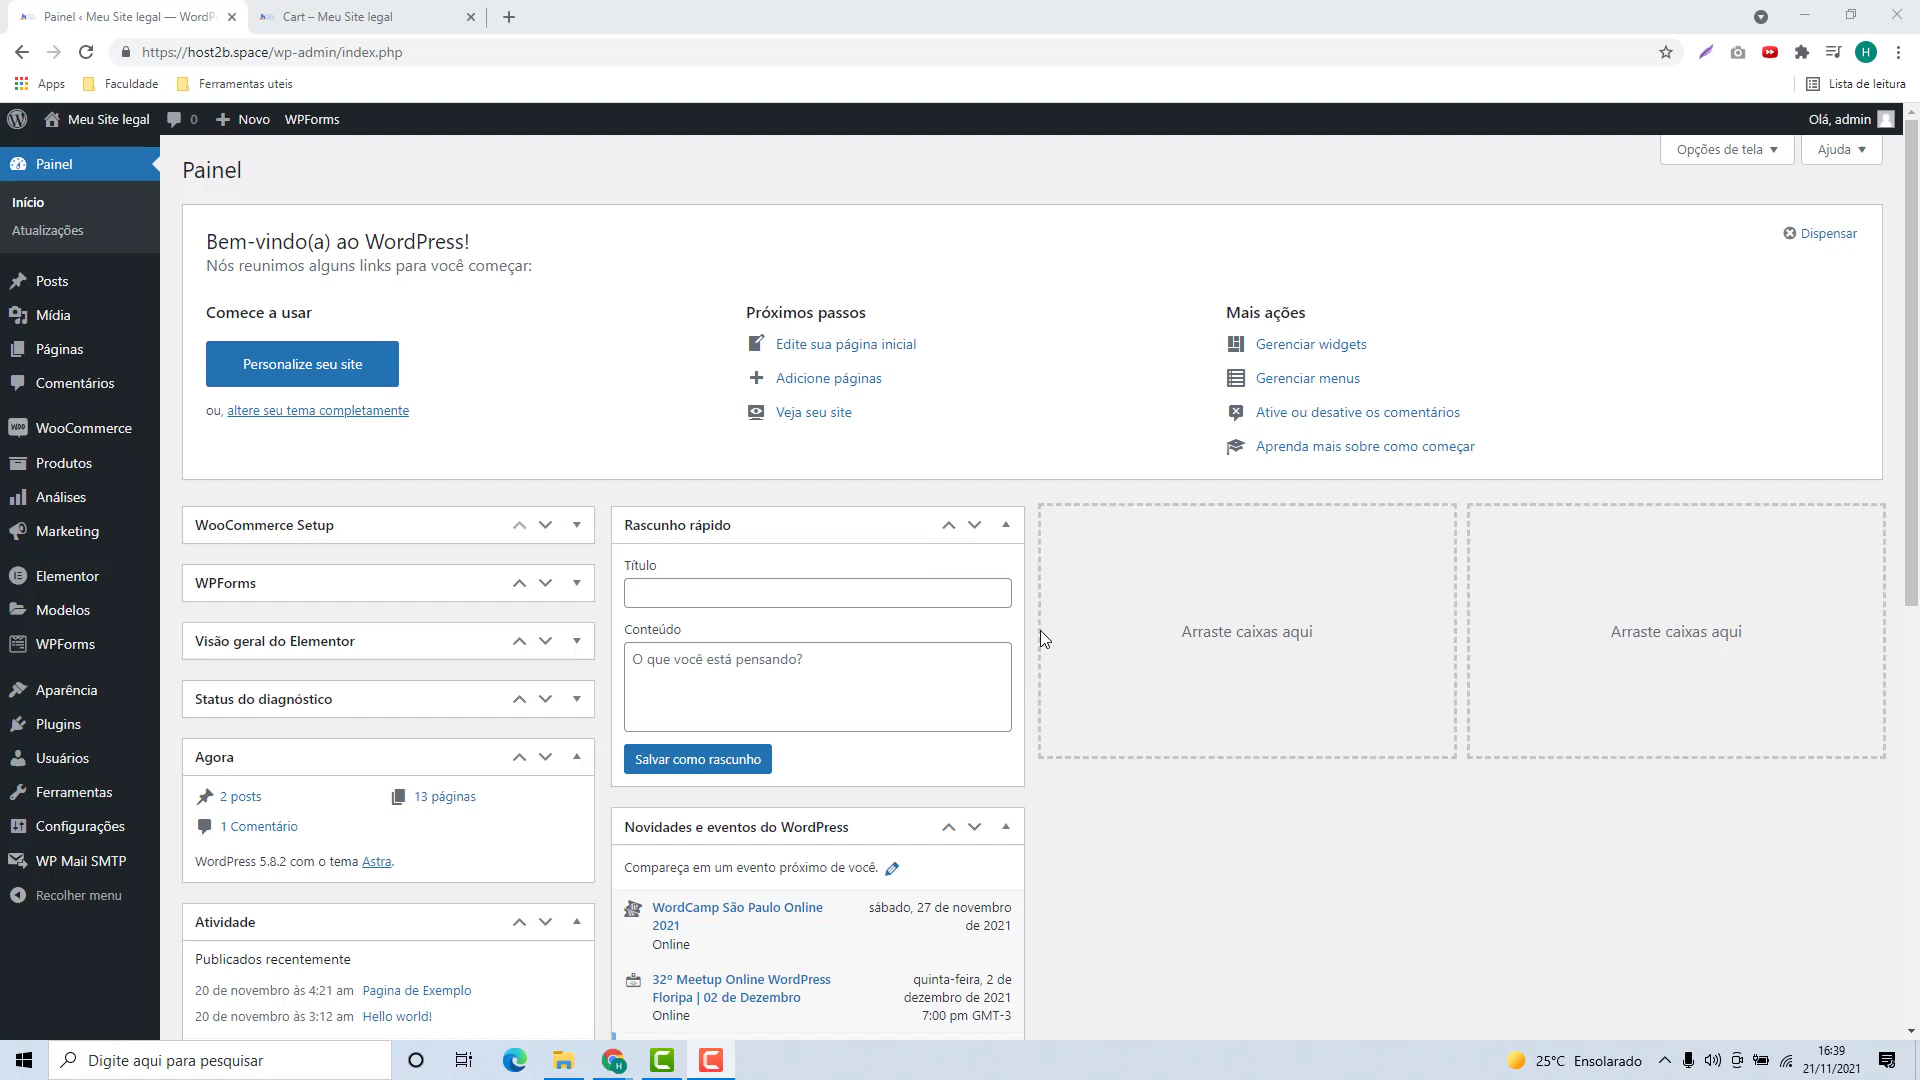 Painel ‹ Meu Site legal — WordP
Cart – Meu Site legal
https://host2b.space/wp-admin/index.php
H
Apps
Faculdade
Ferramentas uteis
Lista de leitura
Meu Site legal
0
Novo
WPForms
Olá, admin
Painel
Início
Atualizações
Posts
Mídia
Páginas
Comentários
WooCommerce
Produtos
Análises
Marketing
Elementor
Modelos
WPForms
Aparência
Plugins
Usuários
Ferramentas
Configurações
WP Mail SMTP
Recolher menu
Painel
Opções de tela
Ajuda
Bem-vindo(a) ao WordPress!
Nós reunimos alguns links para você começar:
Dispensar
Comece a usar
Personalize seu site
ou, altere seu tema completamente
Próximos passos
Edite sua página inicial
Adicione páginas
Veja seu site
Mais ações
Gerenciar widgets
Gerenciar menus
Ative ou desative os comentários
Aprenda mais sobre como começar
WooCommerce Setup
WPForms
Visão geral do Elementor
Status do diagnóstico
Agora
2 posts
13 páginas
1 Comentário
WordPress 5.8.2 com o tema Astra.
Atividade
Publicados recentemente
20 de novembro às 4:21 am Pagina de Exemplo
20 de novembro às 3:12 am Hello world!
Rascunho rápido
Título
Conteúdo
O que você está pensando?
Salvar como rascunho
Novidades e eventos do WordPress
Compareça em um evento próximo de você.
WordCamp São Paulo Online
2021
Online
sábado, 27 de novembro
de 2021
32º Meetup Online WordPress
Floripa | 02 de Dezembro
Online
quinta-feira, 2 de
dezembro de 2021
7:00 pm GMT-3
Arraste caixas aqui
Arraste caixas aqui
Digite aqui para pesquisar
25°C Ensolarado
16:39
21/11/2021